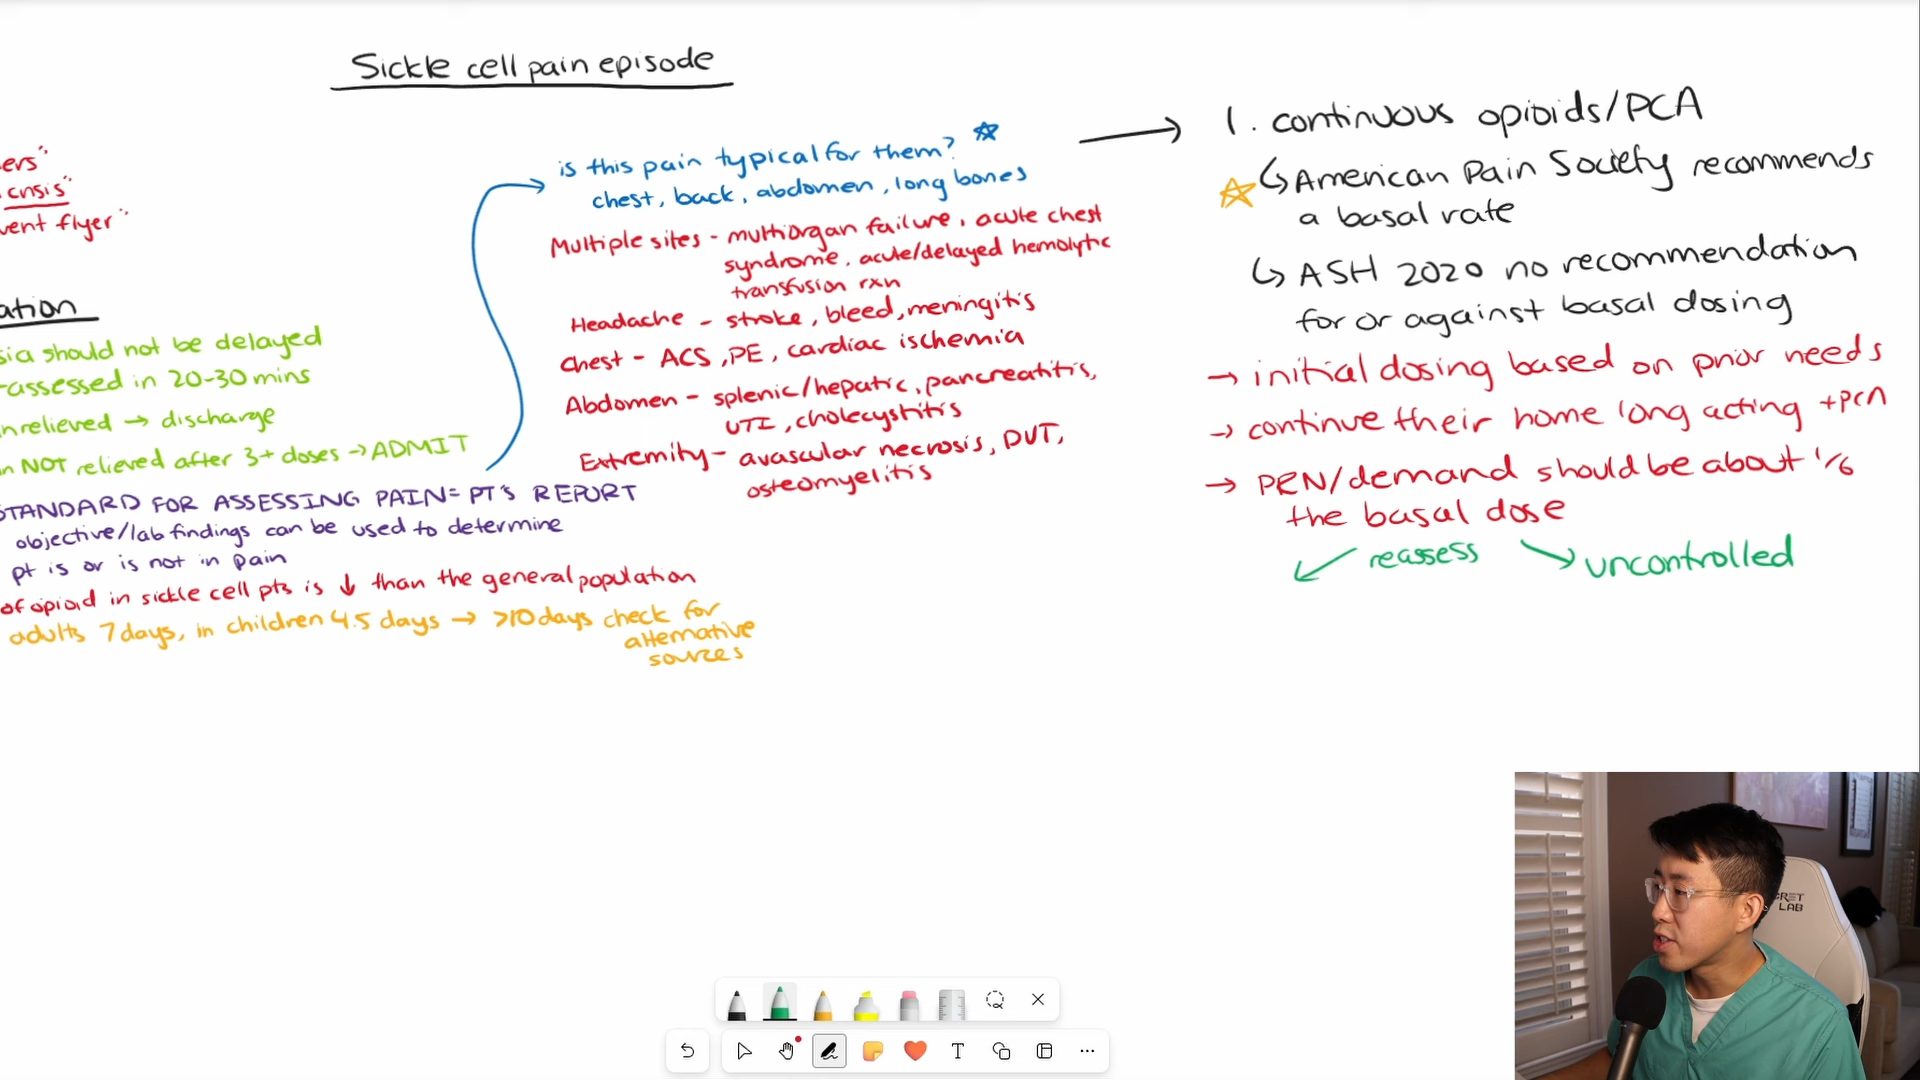 Sickle cell pain episode
ers"
crisis"
vent flyer"
ation
sia should not be delayed
-assessed in 20-30 mins
n relieved → discharge
n NOT relieved after 3+ doses → ADMIT
STANDARD FOR ASSESSING PAIN = PT'S REPORT
objective/lab findings can be used to determine
pt is or is not in pain
of opioid in sickle cell pts is ↓ than the general population
adults 7 days, in children 4.5 days → >10 days check for
alternative
sources
is this pain typical for them? ☆
chest, back, abdomen, long bones
Multiple sites - multiorgan failure, acute chest
syndrome, acute/delayed hemolytic
transfusion rxn
Headache - stroke, bleed, meningitis
Chest - ACS, PE, cardiac ischemia
Abdomen - splenic/hepatic, pancreatitis,
UTI, cholecystitis
Extremity - avascular necrosis, DVT,
osteomyelitis
→ 1. continuous opioids/PCA
☆ ↳ American Pain Society recommends
a basal rate
↳ ASH 2020 no recommendation
for or against basal dosing
→ initial dosing based on prior needs
→ continue their home long acting + PCA
→ PRN/demand should be about 1/6
the basal dose
↙ reassess ↘ uncontrolled
RET
LAB